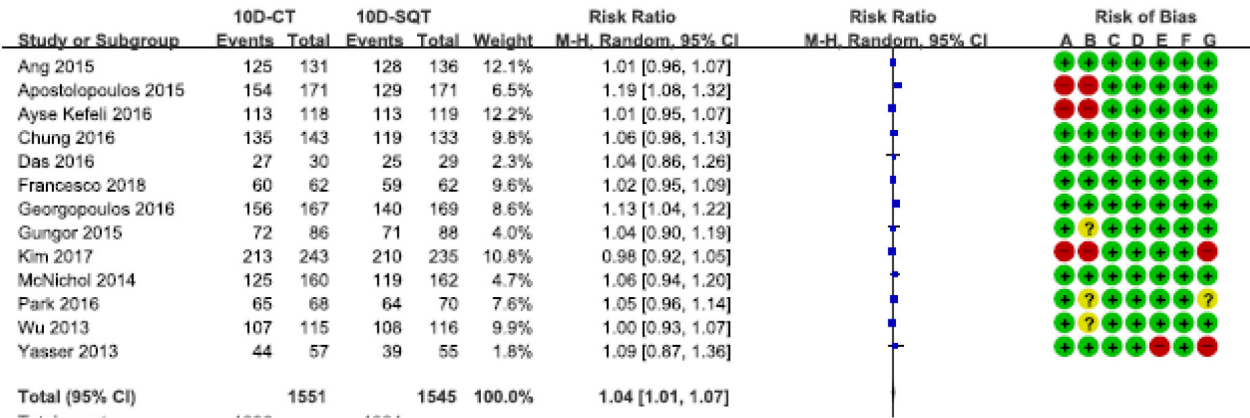 10D-CT 10D-SQT Risk Ratio Risk Ratio Risk of Bias
Study or Subgroup Events Total Events Total Weight M-H, Random, 95% CI M-H, Random, 95% CI A B C D E F G
Ang 2015 125 131 128 136 12.1% 1.01 [0.96, 1.07] + + + + + + +
Apostolopoulos 2015 154 171 129 171 6.5% 1.19 [1.08, 1.32] − − + + + + +
Ayse Kefeli 2016 113 118 113 119 12.2% 1.01 [0.95, 1.07] − − + + + + +
Chung 2016 135 143 119 133 9.8% 1.06 [0.98, 1.13] + + + + + + +
Das 2016 27 30 25 29 2.3% 1.04 [0.86, 1.26] + + + + + + +
Francesco 2018 60 62 59 62 9.6% 1.02 [0.95, 1.09] + + + + + + +
Georgopoulos 2016 156 167 140 169 8.6% 1.13 [1.04, 1.22] + + + + + + +
Gungor 2015 72 86 71 88 4.0% 1.04 [0.90, 1.19] + ? + + + + +
Kim 2017 213 243 210 235 10.8% 0.98 [0.92, 1.05] − − + + + + −
McNichol 2014 125 160 119 162 4.7% 1.06 [0.94, 1.20] + + + + + + +
Park 2016 65 68 64 70 7.6% 1.05 [0.96, 1.14] + ? + + + + ?
Wu 2013 107 115 108 116 9.9% 1.00 [0.93, 1.07] + ? + + + + +
Yasser 2013 44 57 39 55 1.8% 1.09 [0.87, 1.36] + + + + − + −
Total (95% CI) 1551 1545 100.0% 1.04 [1.01, 1.07]